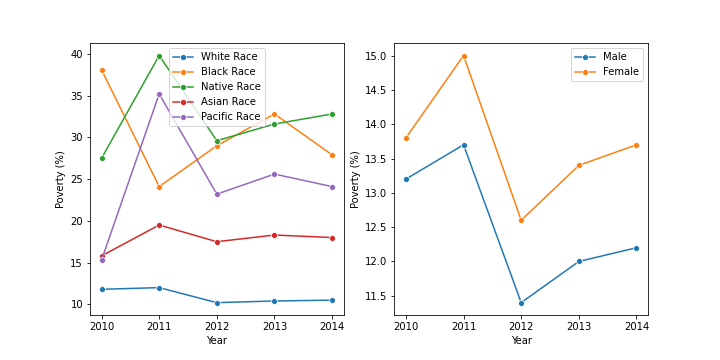 40
35
30
25
20
15
10
Poverty (%)
White Race
Black Race
Native Race
Asian Race
Pacific Race
2010 2011 2012 2013 2014
Year
15.0
14.5
14.0
13.5
13.0
12.5
12.0
11.5
Poverty (%)
Male
Female
2010 2011 2012 2013 2014
Year